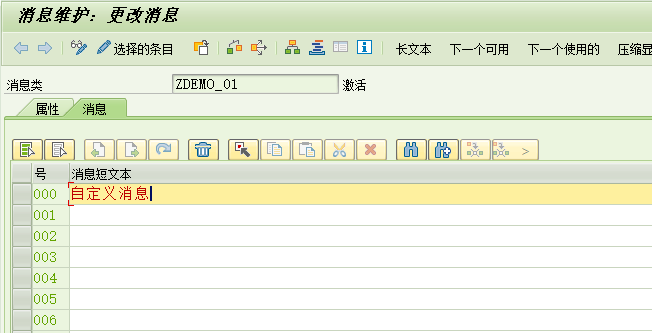 消息维护：更改消息
选择的条目 长文本 下一个可用 下一个使用的 压缩显
消息类 ZDEMO_01 激活
属性 消息
号 消息短文本
000 自定义消息
001
002
003
004
005
006